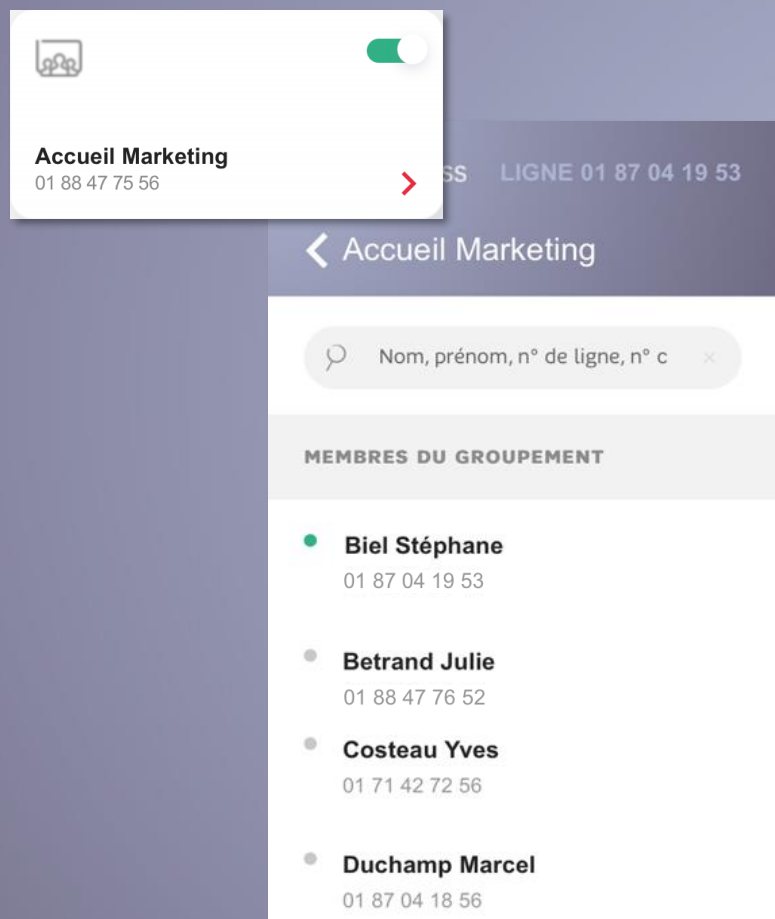 Accueil Marketing
01 88 47 75 56
LIGNE 01 87 04 19 53
Accueil Marketing
Nom, prénom, n° de ligne, n° c
MEMBRES DU GROUPEMENT
Biel Stéphane
01 87 04 19 53
Betrand Julie
01 88 47 76 52
Costeau Yves
01 71 42 72 56
Duchamp Marcel
01 87 04 18 56